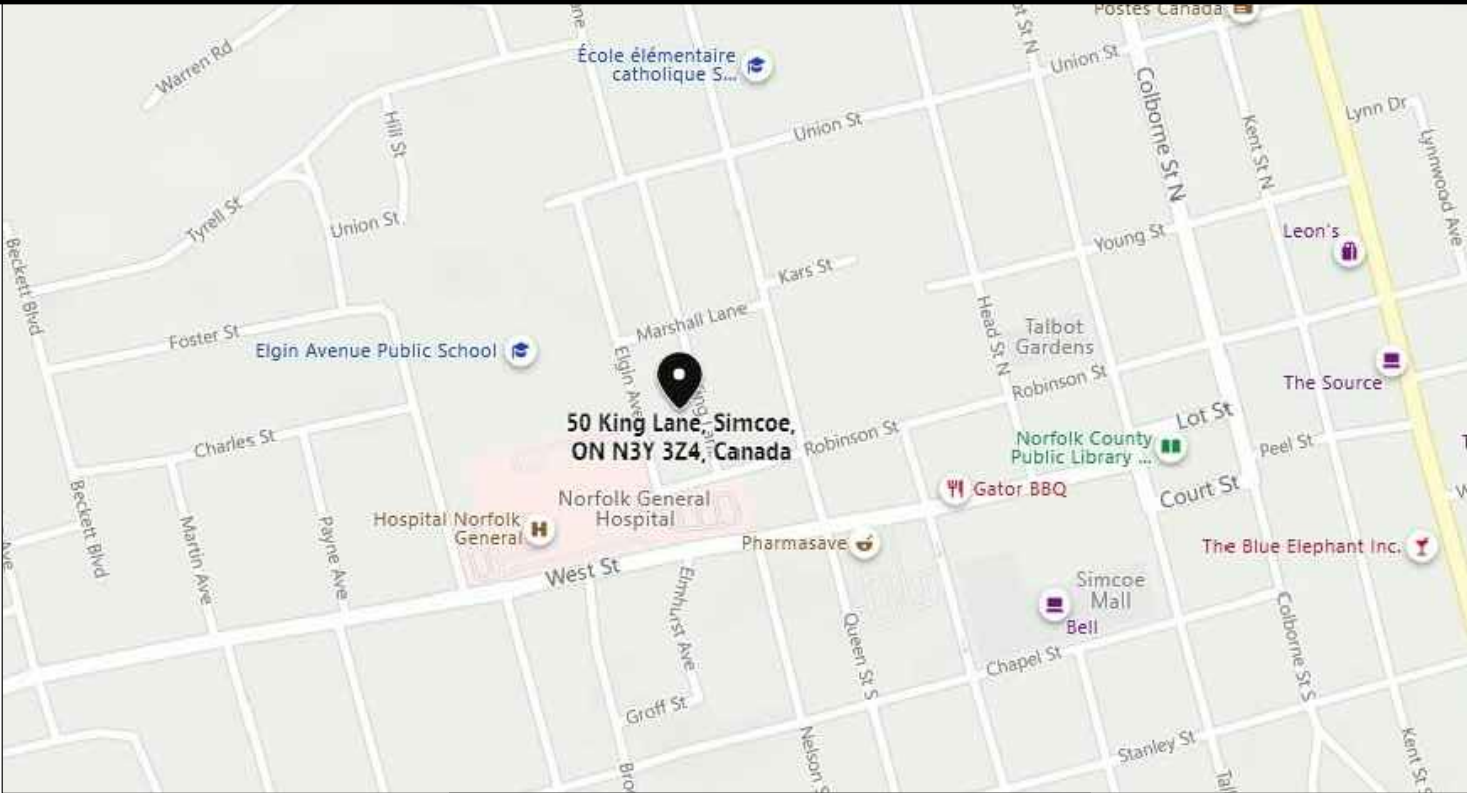 Postes Canada
Warren Rd
École élémentaire
catholique S...
Union St
Colborne St N
Lynn Dr
Hill St
Union St
Kent St N
Lynnwood Ave
Tyrell St
Union St
Beckett Blvd
Young St
Leon's
Kars St
Marshall Lane
Head St N
Talbot
Gardens
Foster St
Elgin Avenue Public School
Elgin Ave
Robinson St
The Source
50 King Lane, Simcoe,
ON N3Y 3Z4, Canada
Lot St
Charles St
Robinson St
Norfolk County
Public Library ...
Peel St
Beckett Blvd
Norfolk General
Hospital
Gator BBQ
Court St
Hospital Norfolk
General
Martin Ave
Payne Ave
Pharmasave
The Blue Elephant Inc.
West St
Elmhurst Ave
Simcoe
Mall
Bell
Queen St S
Colborne St S
Chapel St
Groff St
Nelson S
Stanley St
Kent St S